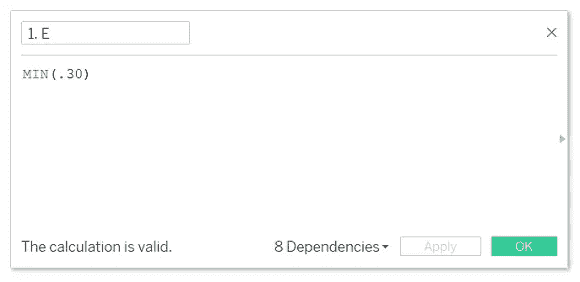 1. E
MIN(.30)
The calculation is valid.
8 Dependencies
Apply
OK